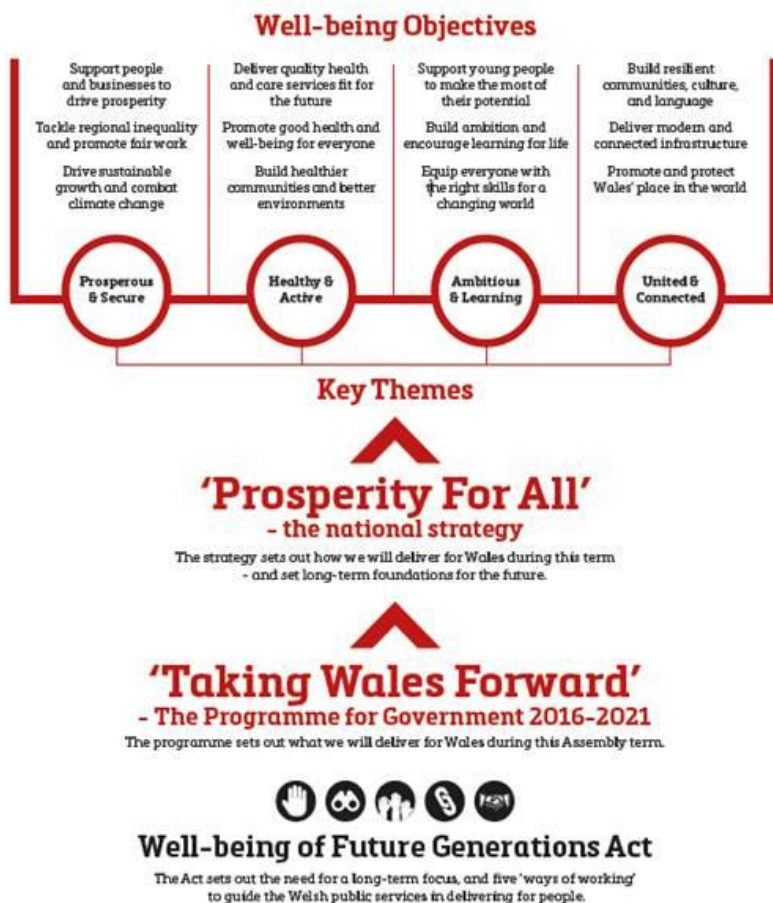 Well-being Objectives
Support people
and businesses to
drive prosperity
Tackle regional inequality
and promote fair work
Drive sustainable
growth and combat
climate change
Deliver quality health
and care services fit for
the future
Promote good health and
well-being for everyone
Build healthier
communities and better
environments
Support young people
to make the most of
their potential
Build ambition and
encourage learning for life
Equip everyone with
the right skills for a
changing world
Build resilient
communities, culture,
and language
Deliver modern and
connected infrastructure
Promote and protect
Wales' place in the world
Prosperous
& Secure
Healthy &
Active
Ambitious
& Learning
United &
Connected
Key Themes
'Prosperity For All'
- the national strategy
The strategy sets out how we will deliver for Wales during this term
- and set long-term foundations for the future.
'Taking Wales Forward'
- The Programme for Government 2016-2021
The programme sets out what we will deliver for Wales during this Assembly term.
Well-being of Future Generations Act
The Act sets out the need for a long-term focus, and five 'ways of working'
to guide the Welsh public services in delivering for people.